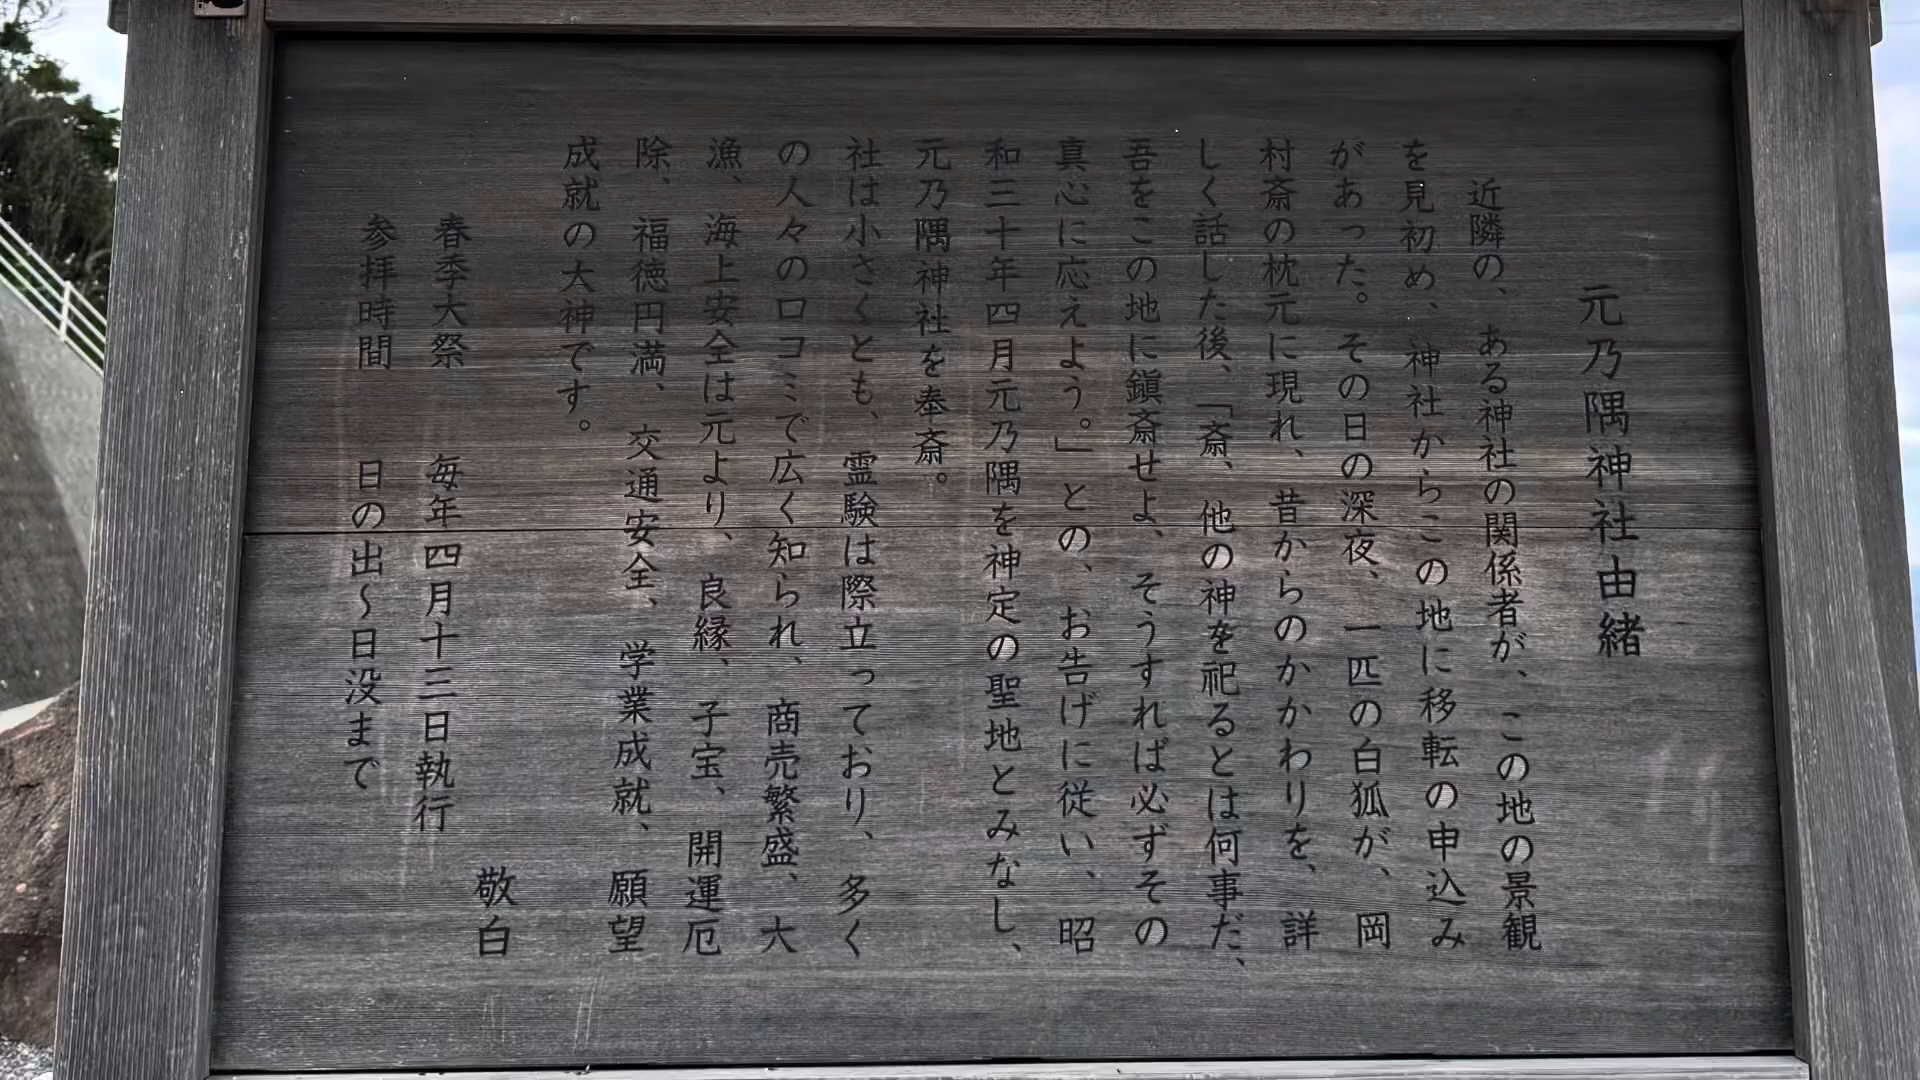 元乃隅神社由緒
近隣の、ある神社の関係者が、この地の景観
を見初め、神社からこの地に移転の申込み
があった。その日の深夜、一匹の白狐が、岡
村斎の枕元に現れ、昔からのかかわりを、詳
しく話した後、「斎、他の神を祀るとは何事だ、
吾をこの地に鎭斎せよ、そうすれば必ずその
真心に応えよう。」との、お告げに従い、昭
和三十年四月元乃隅を神定の聖地とみなし、
元乃隅神社を奉斎。
社は小さくとも、霊験は際立っており、多く
の人々の口コミで広く知られ、商売繁盛、大
漁、海上安全は元より、良縁、子宝、開運厄
除、福徳円満、交通安全、学業成就、願望
成就の大神です。
敬白
春季大祭 毎年四月十三日執行
参拝時間 日の出〜日没まで